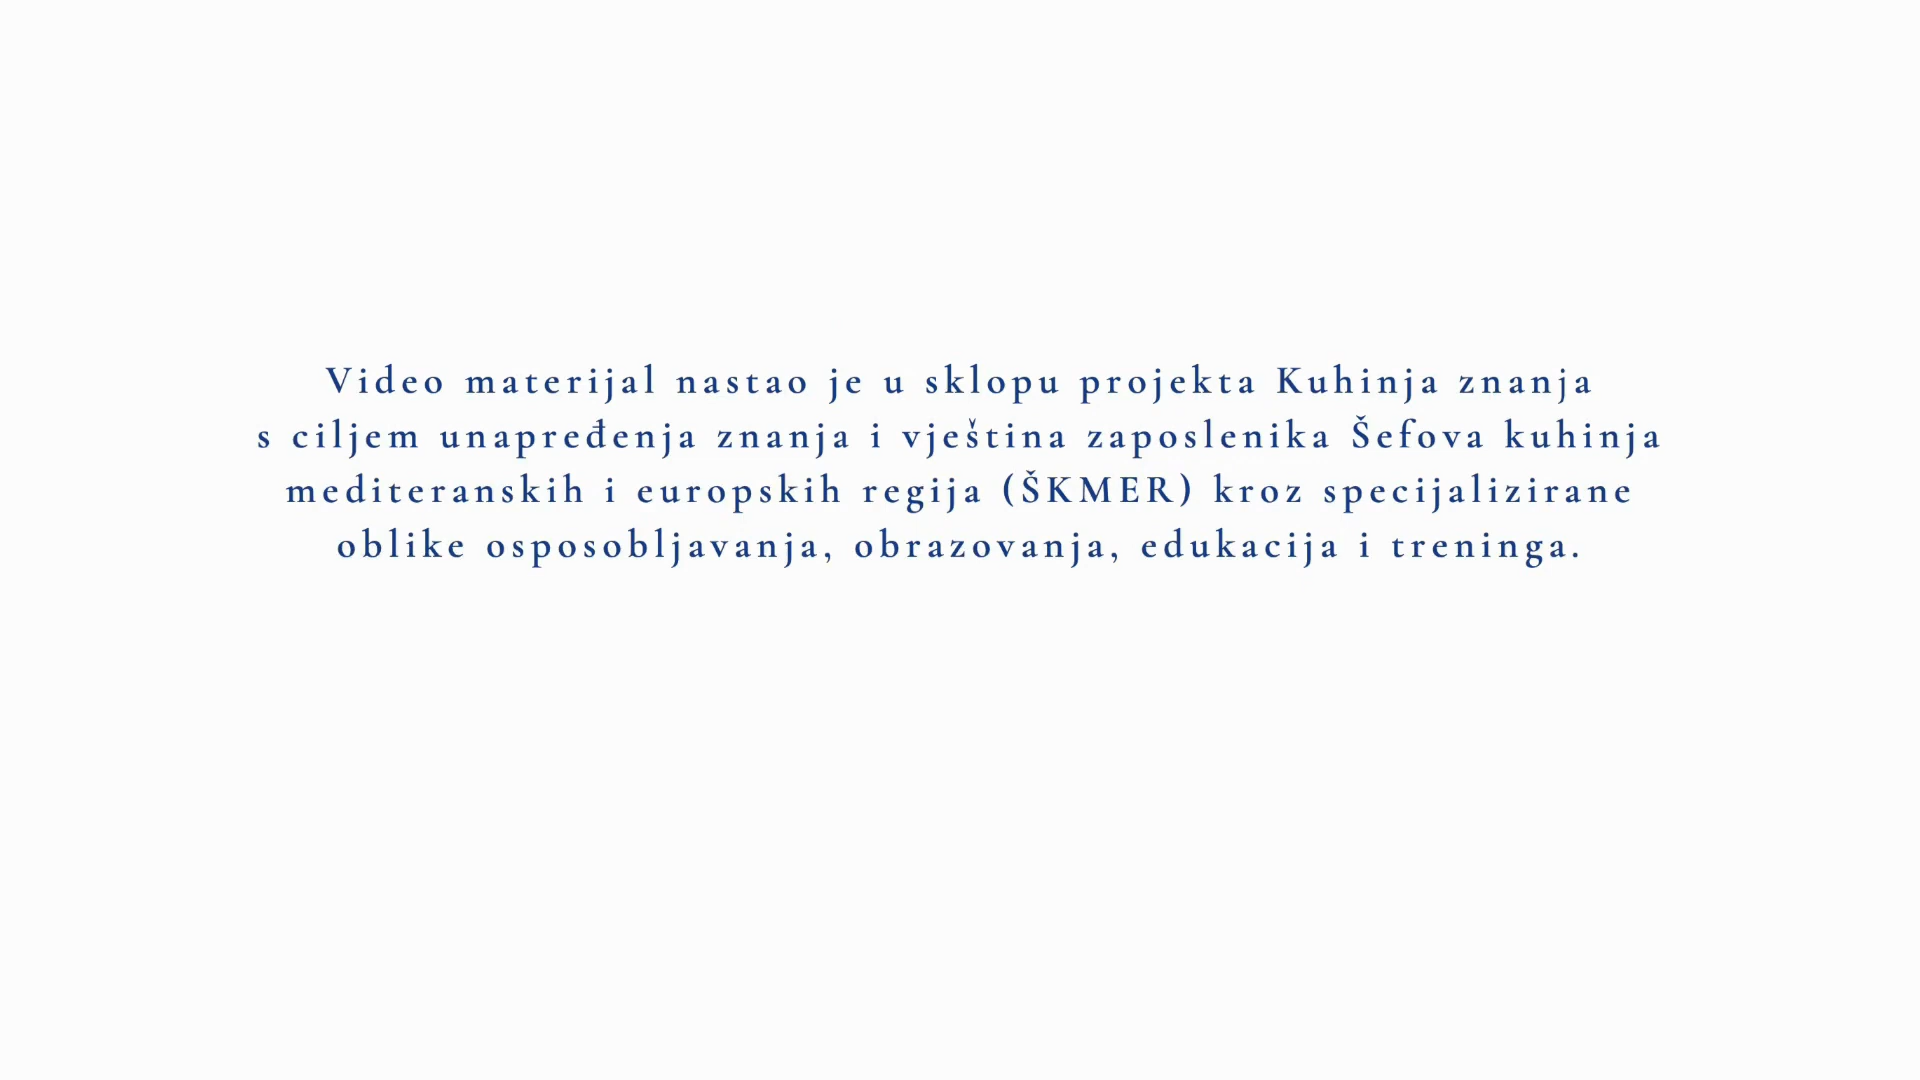 Video materijal nastao je u sklopu projekta Kuhinja znanja
s ciljem unapređenja znanja i vještina zaposlenika Šefova kuhinja
mediteranskih i europskih regija (ŠKMER) kroz specijalizirane
oblike osposobljavanja, obrazovanja, edukacija i treninga.